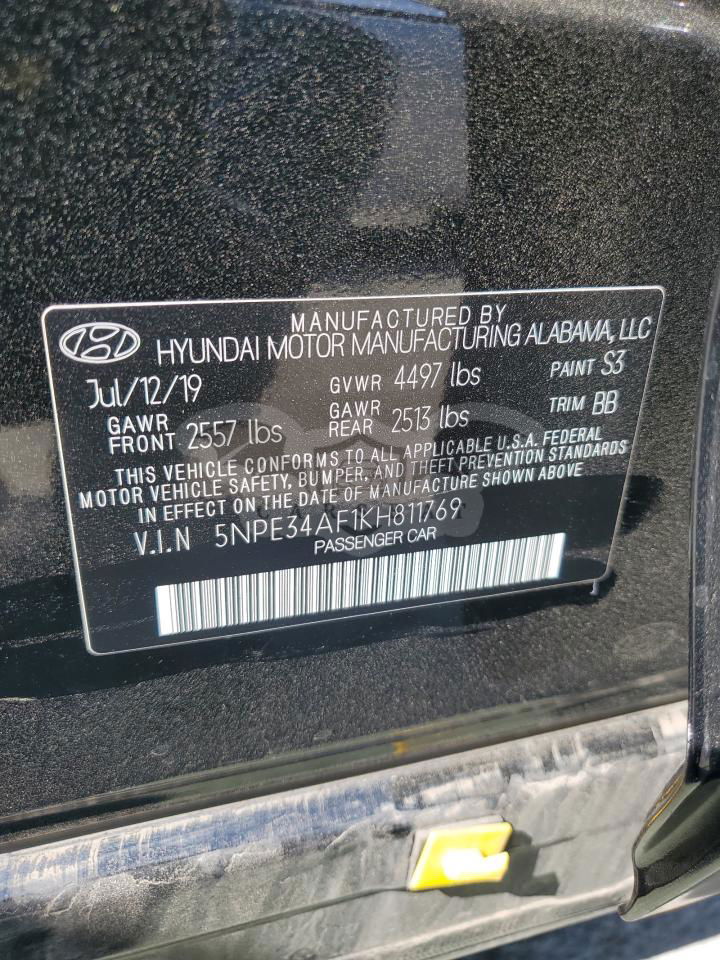 MANUFACTURED BY
HYUNDAI MOTOR MANUFACTURING ALABAMA, LLC
Jul/12/19 GVWR 4497 lbs PAINT S3
GAWR FRONT 2557 lbs GAWR REAR 2513 lbs TRIM BB
THIS VEHICLE CONFORMS TO ALL APPLICABLE U.S.A. FEDERAL
MOTOR VEHICLE SAFETY, BUMPER, AND THEFT PREVENTION STANDARDS
IN EFFECT ON THE DATE OF MANUFACTURE SHOWN ABOVE
V.I.N 5NPE34AF1KH811769
PASSENGER CAR